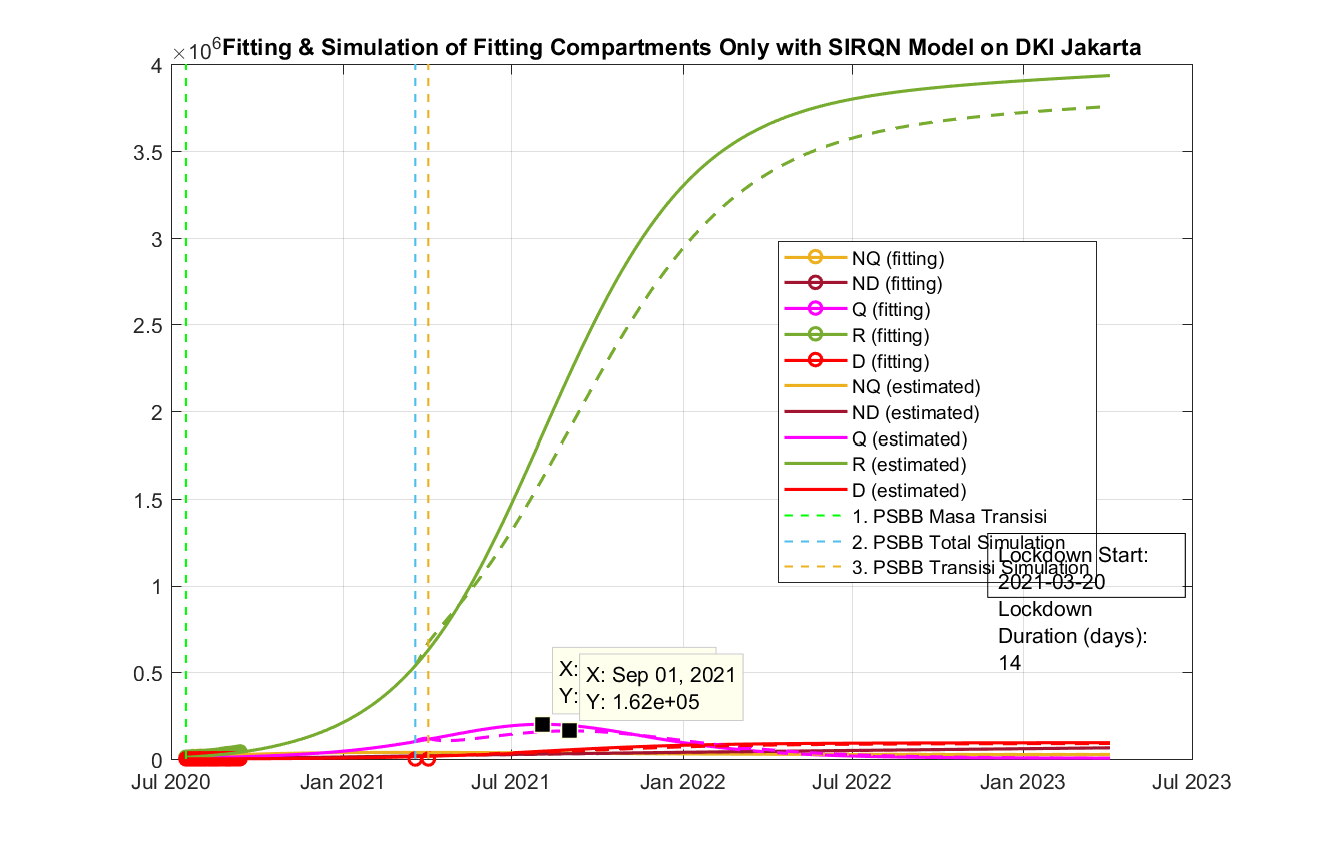 ×10^6
Fitting & Simulation of Fitting Compartments Only with SIRQN Model on DKI Jakarta
4
3.5
3
2.5
2
1.5
1
0.5
0
Jul 2020
Jan 2021
Jul 2021
Jan 2022
Jul 2022
Jan 2023
Jul 2023
NQ (fitting)
ND (fitting)
Q (fitting)
R (fitting)
D (fitting)
NQ (estimated)
ND (estimated)
Q (estimated)
R (estimated)
D (estimated)
1. PSBB Masa Transisi
2. PSBB Total Simulation
3. PSBB Transisi Simulation
Lockdown Start:
2021-03-20
Lockdown
Duration (days):
14
X:
Y:
X: Sep 01, 2021
Y: 1.62e+05